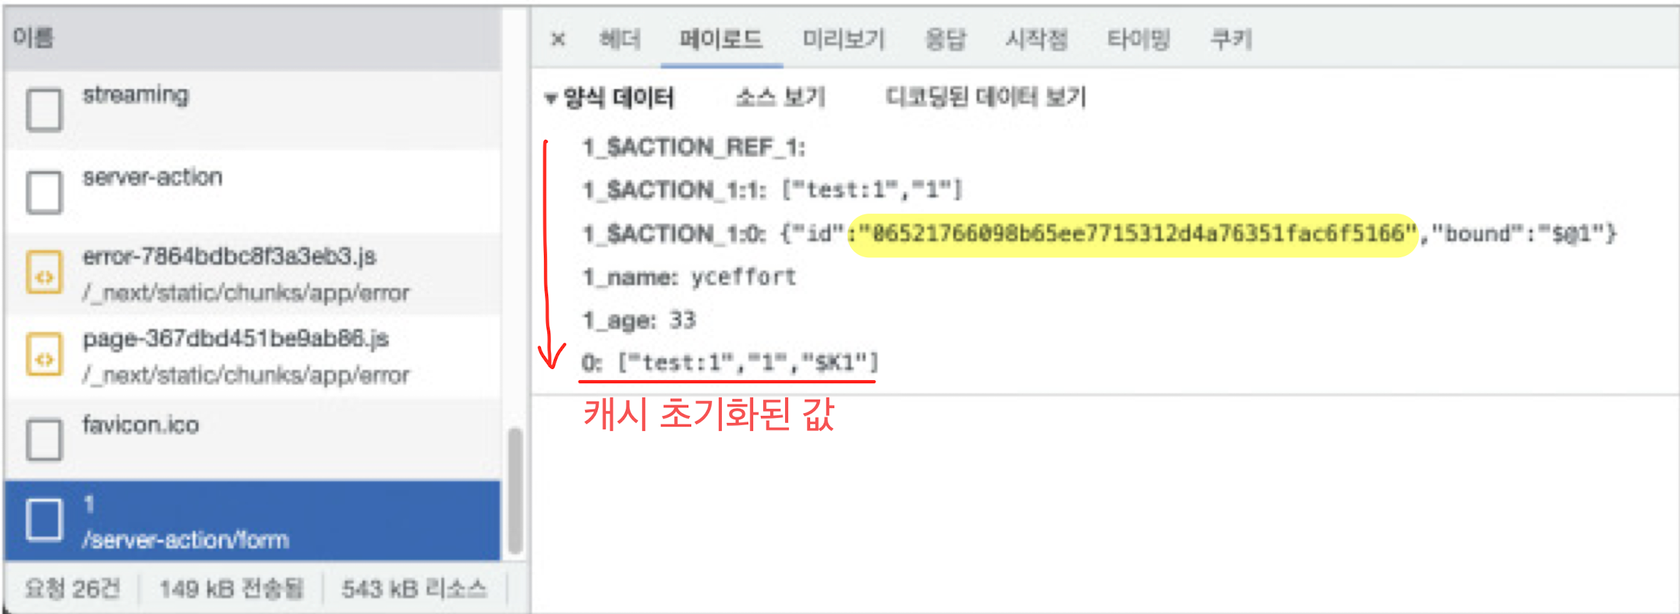 이름
streaming
server-action
error-7864bdbc8f3a3eb3.js
/_next/static/chunks/app/error
page-367dbd451be9ab86.js
/_next/static/chunks/app/error
favicon.ico
1
/server-action/form
요청 26건 149 kB 전송됨 543 kB 리소스
× 헤더 페이로드 미리보기 응답 시작점 타이밍 쿠키
▼양식 데이터 소스 보기 디코딩된 데이터 보기
1_$ACTION_REF_1:
1_$ACTION_1:1: ["test:1","1"]
1_$ACTION_1:0: {"id":"06521766098b65ee7715312d4a76351fac6f5166","bound":"$@1"}
1_name: yceffort
1_age: 33
0: ["test:1","1","$K1"]
캐시 초기화된 값